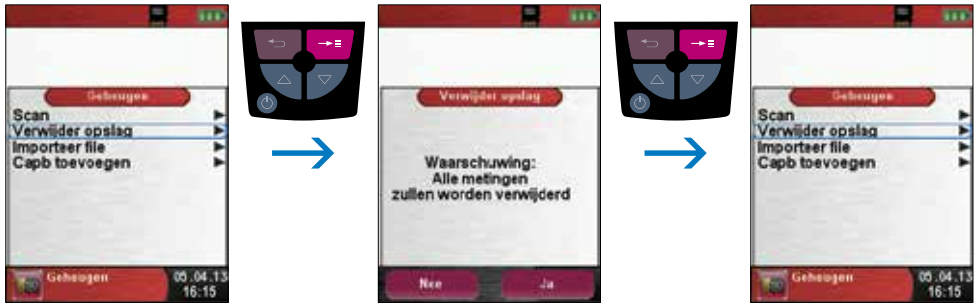 Geheugen
Scan
Verwijder opslag
Importeer file
Capb toevoegen
Geheugen
05.04.13
16:15
Verwijder opslag
Waarschuwing:
Alle metingen
zullen worden verwijderd
Nee
Ja
Geheugen
Scan
Verwijder opslag
Importeer file
Capb toevoegen
Geheugen
05.04.13
16:15